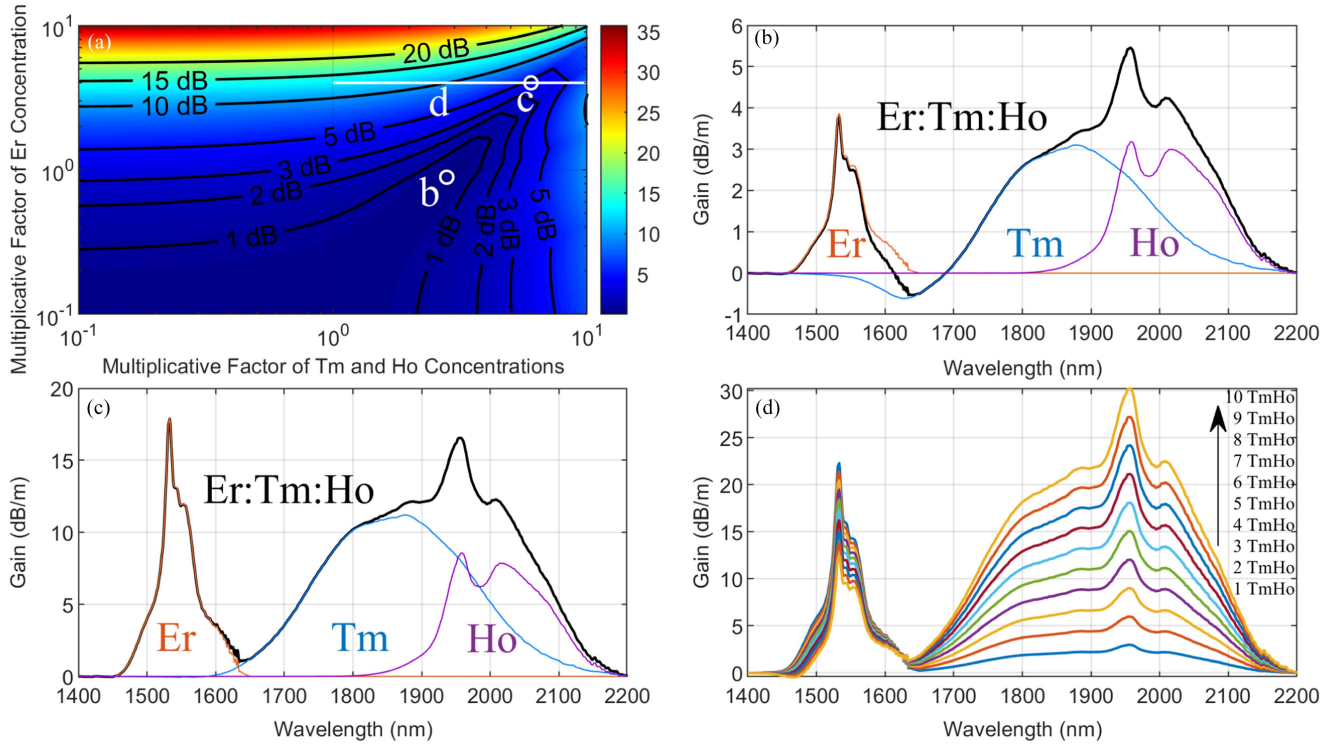 (a)
Multiplicative Factor of Er Concentration
10^1
10^0
10^-1
20 dB
15 dB
10 dB
5 dB
3 dB
2 dB
1 dB
d
c
b
1 dB
2 dB
3 dB
5 dB
10^-1
10^0
10^1
Multiplicative Factor of Tm and Ho Concentrations
35
30
25
20
15
10
5
(b)
Gain (dB/m)
6
5
4
3
2
1
0
-1
Er:Tm:Ho
Er
Tm
Ho
1400 1500 1600 1700 1800 1900 2000 2100 2200
Wavelength (nm)
(c)
Gain (dB/m)
20
15
10
5
0
Er:Tm:Ho
Er
Tm
Ho
1400 1500 1600 1700 1800 1900 2000 2100 2200
Wavelength (nm)
(d)
Gain (dB/m)
30
25
20
15
10
5
0
10 TmHo
9 TmHo
8 TmHo
7 TmHo
6 TmHo
5 TmHo
4 TmHo
3 TmHo
2 TmHo
1 TmHo
1400 1500 1600 1700 1800 1900 2000 2100 2200
Wavelength (nm)